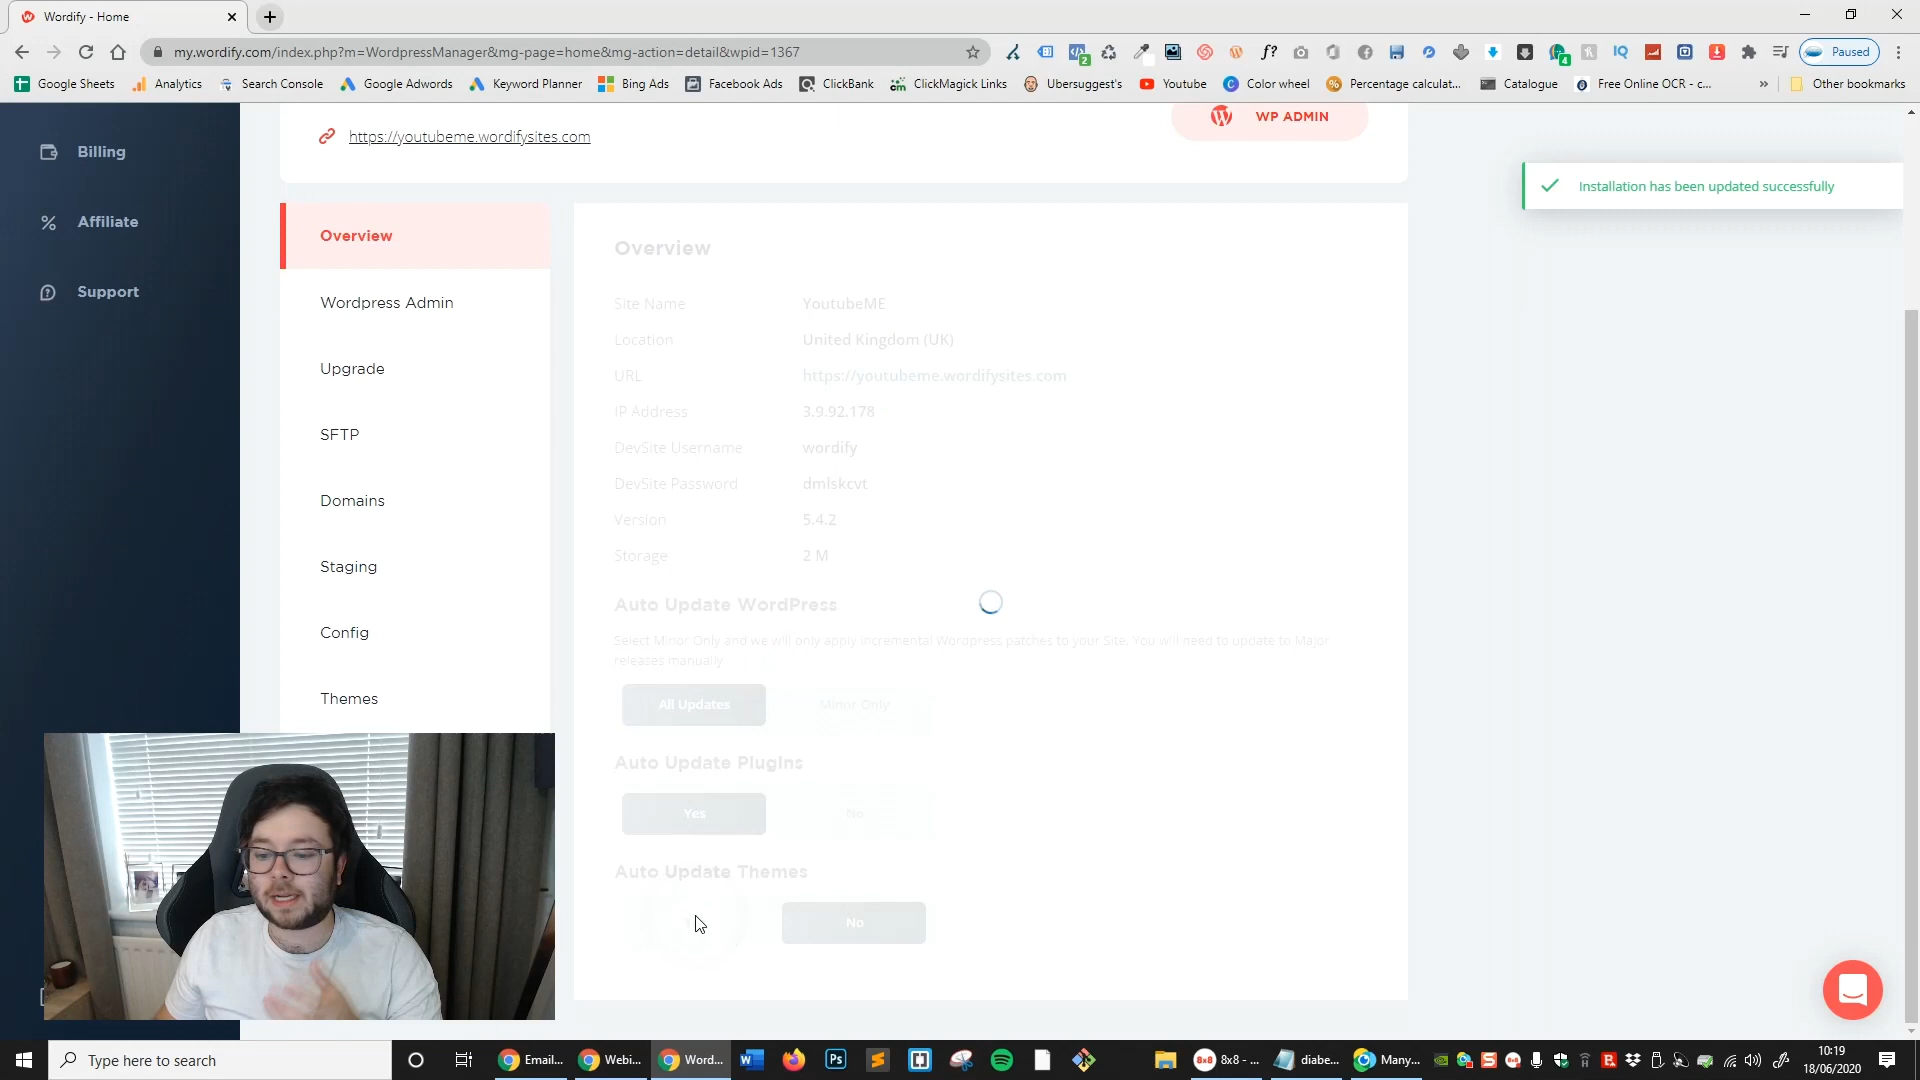 Wordify - Home
my.wordify.com/index.php?m=WordpressManager&mg-page=home&mg-action=detail&wpid=1367
Paused
Google Sheets
Analytics
Search Console
Google Adwords
Keyword Planner
Bing Ads
Facebook Ads
ClickBank
ClickMagick Links
Ubersuggest's
Youtube
Color wheel
Percentage calculat...
Catalogue
Free Online OCR - c...
Other bookmarks
Billing
Affiliate
Support
https://youtubeme.wordifysites.com
WP ADMIN
Installation has been updated successfully
Overview
Wordpress Admin
Upgrade
SFTP
Domains
Staging
Config
Themes
Overview
Site Name YoutubeME
Location United Kingdom (UK)
URL https://youtubeme.wordifysites.com
IP Address 3.9.92.178
DevSite Username wordify
DevSite Password dmlskcvt
Version 5.4.2
Storage 2 M
Auto Update WordPress
Select Minor Only and we will only apply incremental Wordpress patches to your Site. You will need to update to Major
releases manually
All Updates Minor Only
Auto Update Plugins
Yes No
Auto Update Themes
No
Type here to search
Email...
Webi...
Word...
8x8 - ...
diabe...
Many...
10:19
18/06/2020